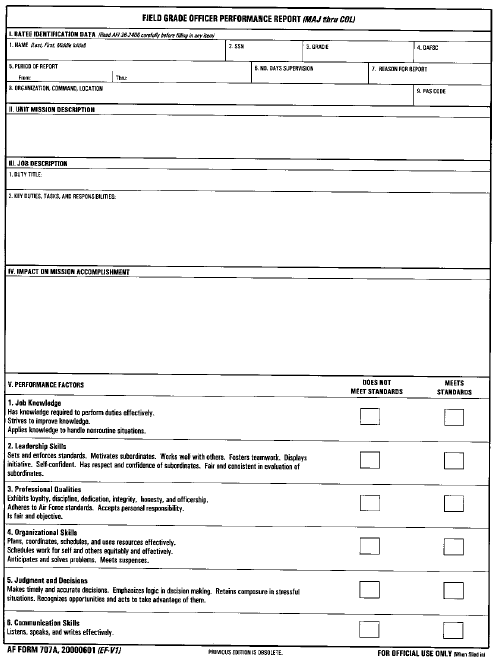 FIELD GRADE OFFICER PERFORMANCE REPORT (MAJ thru COL)
I. RATEE IDENTIFICATION DATA (Read AFI 36-2406 carefully before filling in any item)
1. NAME (Last, First, Middle Initial) 2. SSN 3. GRADE 4. DAFSC
5. PERIOD OF REPORT 6. NO. DAYS SUPERVISION 7. REASON FOR REPORT
From: Thru:
8. ORGANIZATION, COMMAND, LOCATION 9. PAS CODE
II. UNIT MISSION DESCRIPTION
III. JOB DESCRIPTION
1. DUTY TITLE:
2. KEY DUTIES, TASKS, AND RESPONSIBILITIES:
IV. IMPACT ON MISSION ACCOMPLISHMENT
V. PERFORMANCE FACTORS DOES NOT MEETS
MEET STANDARDS STANDARDS
1. Job Knowledge
Has knowledge required to perform duties effectively.
Strives to improve knowledge.
Applies knowledge to handle nonroutine situations.
2. Leadership Skills
Sets and enforces standards. Motivates subordinates. Works well with others. Fosters teamwork. Displays
initiative. Self-confident. Has respect and confidence of subordinates. Fair and consistent in evaluation of
subordinates.
3. Professional Qualities
Exhibits loyalty, discipline, dedication, integrity, honesty, and officership.
Adheres to Air Force standards. Accepts personal responsibility.
Is fair and objective.
4. Organizational Skills
Plans, coordinates, schedules, and uses resources effectively.
Schedules work for self and others equitably and effectively.
Anticipates and solves problems. Meets suspenses.
5. Judgment and Decisions
Makes timely and accurate decisions. Emphasizes logic in decision making. Retains composure in stressful
situations. Recognizes opportunities and acts to take advantage of them.
6. Communication Skills
Listens, speaks, and writes effectively.
AF FORM 707A, 20000601 (EF-V1) PREVIOUS EDITION IS OBSOLETE. FOR OFFICIAL USE ONLY (When filled in)